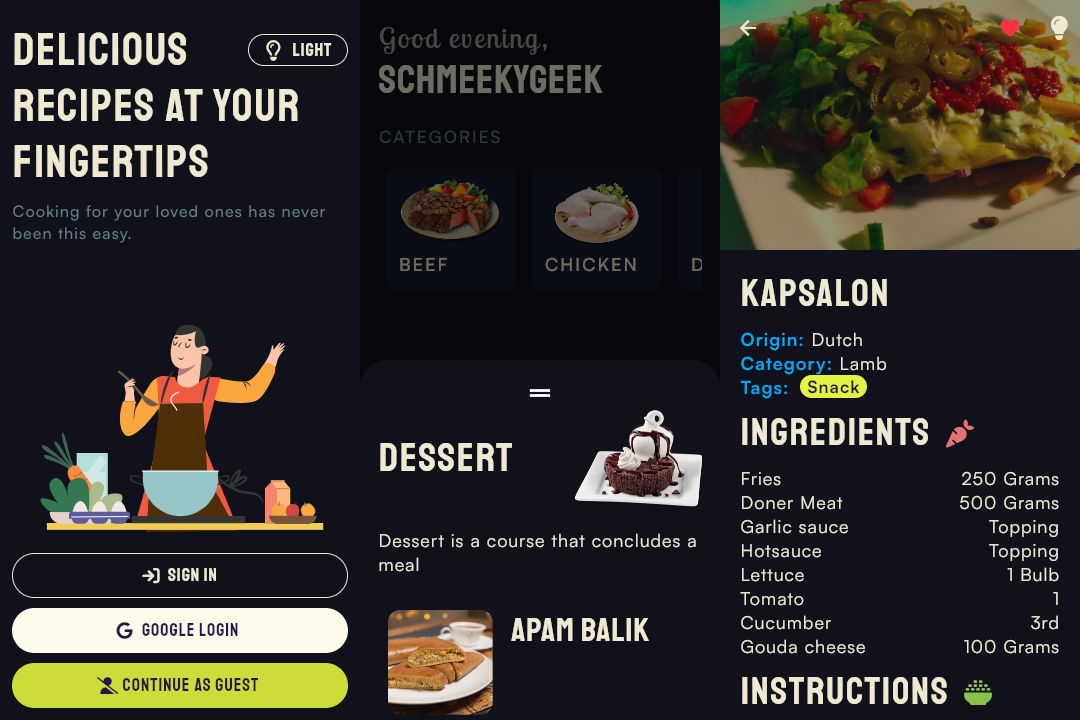 DELICIOUS
LIGHT
RECIPES AT YOUR
FINGERTIPS
Cooking for your loved ones has never
been this easy.
SIGN IN
GOOGLE LOGIN
CONTINUE AS GUEST
Good evening,
SCHMEEKYGEEK
CATEGORIES
BEEF
CHICKEN
D
DESSERT
Dessert is a course that concludes a
meal
APAM BALIK
KAPSALON
Origin: Dutch
Category: Lamb
Tags: Snack
INGREDIENTS
Fries 250 Grams
Doner Meat 500 Grams
Garlic sauce Topping
Hotsauce Topping
Lettuce 1 Bulb
Tomato 1
Cucumber 3rd
Gouda cheese 100 Grams
INSTRUCTIONS